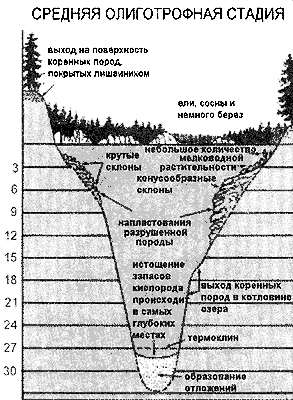 СРЕДНЯЯ ОЛИГОТРОФНАЯ СТАДИЯ
выход на поверхность
коренных пород,
покрытых лишайником
ели, сосны и
немного берез
небольшое количество
мелководной
растительности
крутые
склоны
конусообразные
склоны
напластования
разрушенной
породы
истощение
запасов
кислорода
происходит
в самых
глубоких
местах
выход коренных
пород в котловине
озера
термоклин
образование
отложений
3
6
9
12
15
18
21
24
27
30